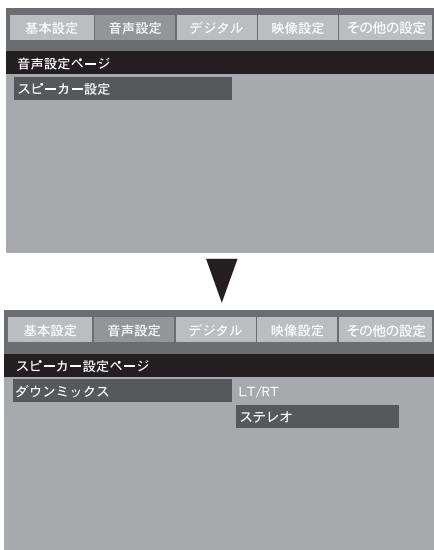 基本設定 音声設定 デジタル 映像設定 その他の設定
音声設定ページ
スピーカー設定
基本設定 音声設定 デジタル 映像設定 その他の設定
スピーカー設定ページ
ダウンミックス LT/RT
ステレオ